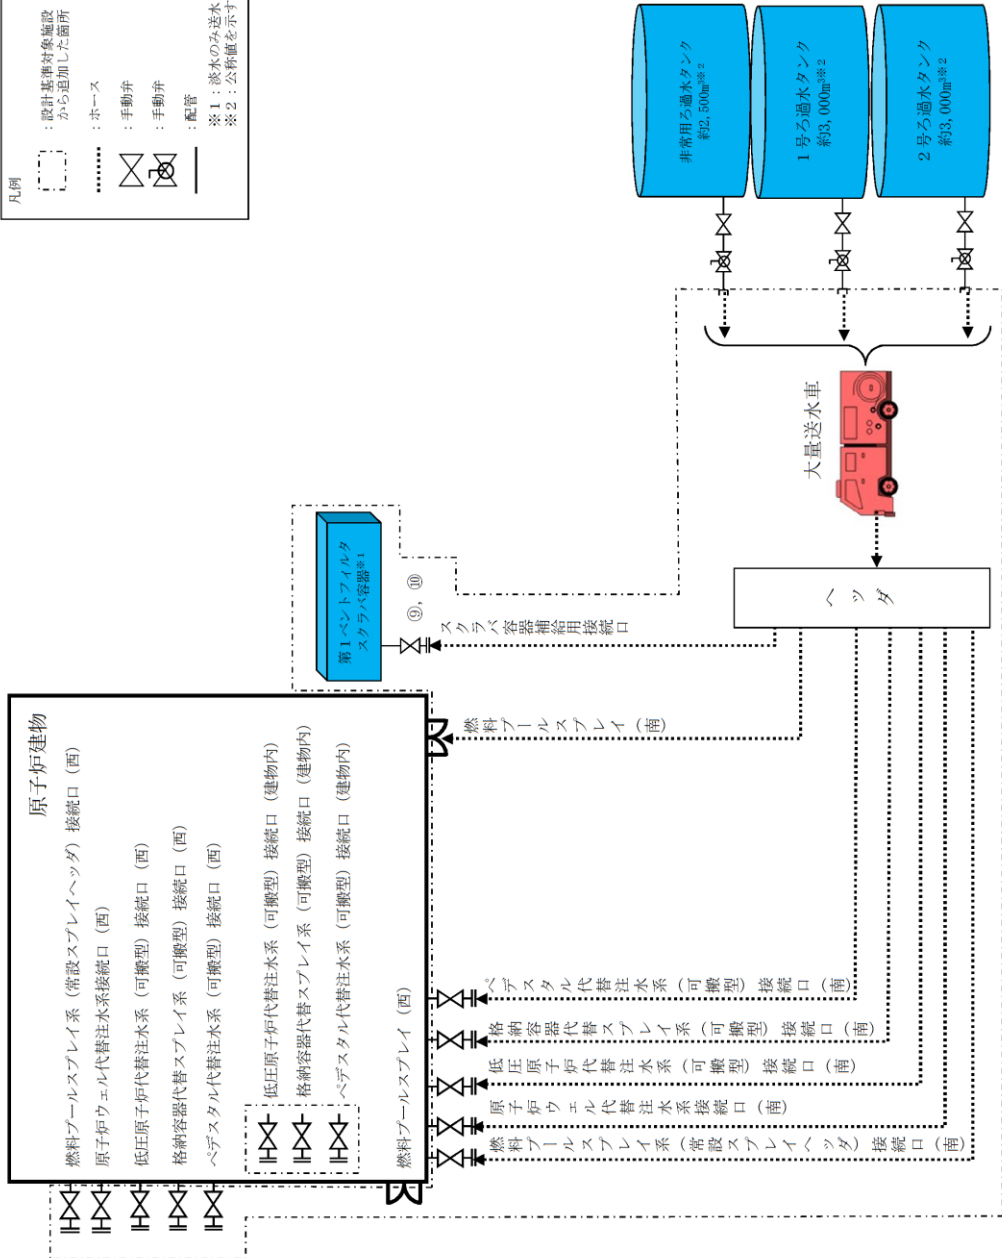 凡例
：設計基準対象施設
から追加した箇所
：ホース
：手動弁
：手動弁
：配管
※１：淡水のみ送水
※２：公称値を示す
非常用ろ過水タンク
約2,500m³※２
１号ろ過水タンク
約3,000m³※２
２号ろ過水タンク
約3,000m³※２
大量送水車
ヘッダ
第１ベントフィルタ
スクラバ容器※１
⑨，⑩
スクラバ容器補給用接続口
燃料プールスプレイ（南）
原子炉建物
燃料プールスプレイ系（常設スプレイヘッダ）接続口（西）
原子炉ウェル代替注水系接続口（西）
低圧原子炉代替注水系（可搬型）接続口（西）
格納容器代替スプレイ系（可搬型）接続口（西）
ペデスタル代替注水系（可搬型）接続口（西）
低圧原子炉代替注水系（可搬型）接続口（建物内）
格納容器代替スプレイ系（可搬型）接続口（建物内）
ペデスタル代替注水系（可搬型）接続口（建物内）
燃料プールスプレイ（西）
ペデスタル代替注水系（可搬型）接続口（南）
格納容器代替スプレイ系（可搬型）接続口（南）
低圧原子炉代替注水系（可搬型）接続口（南）
原子炉ウェル代替注水系接続口（南）
燃料プールスプレイ系（常設スプレイヘッダ）接続口（南）